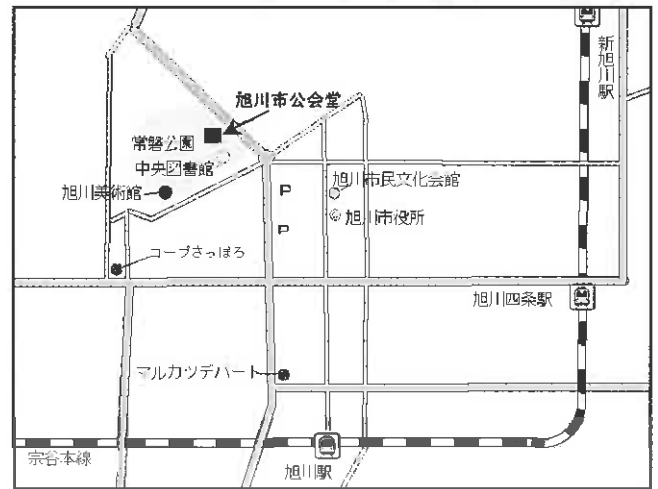 新旭川駅
旭川市公会堂
常磐公園
中央図書館
旭川美術館
P
旭川市民文化会館
◎旭川市役所
P
コープさっぽろ
旭川四条駅
マルカツデパート
宗谷本線
旭川駅